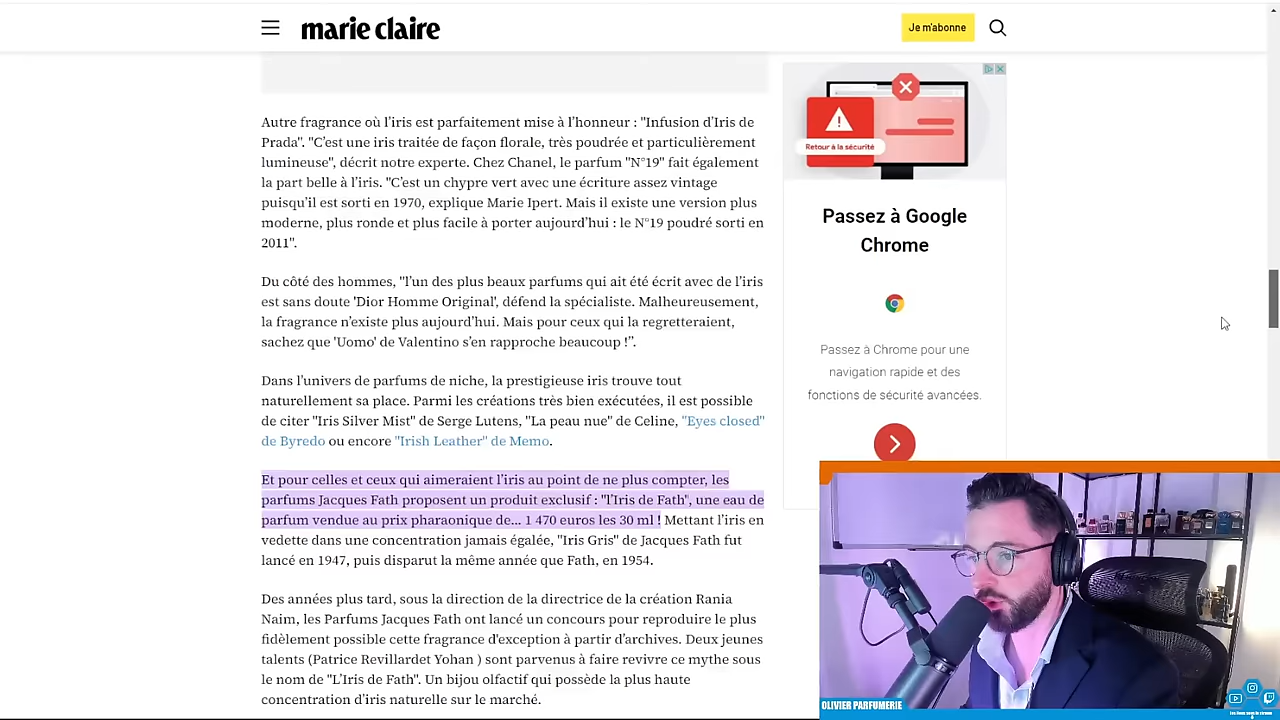 marie claire
Je m'abonne
Autre fragrance où l'iris est parfaitement mise à l'honneur : "Infusion d'Iris de
Prada". "C'est une iris traitée de façon florale, très poudrée et particulièrement
lumineuse", décrit notre experte. Chez Chanel, le parfum "N°19" fait également
la part belle à l'iris. "C'est un chypre vert avec une écriture assez vintage
puisqu'il est sorti en 1970, explique Marie Ipert. Mais il existe une version plus
moderne, plus ronde et plus facile à porter aujourd'hui : le N°19 poudré sorti en
2011".
Du côté des hommes, "l'un des plus beaux parfums qui ait été écrit avec de l'iris
est sans doute 'Dior Homme Original', défend la spécialiste. Malheureusement,
la fragrance n'existe plus aujourd'hui. Mais pour ceux qui la regretteraient,
sachez que 'Uomo' de Valentino s'en rapproche beaucoup !”.
Dans l'univers de parfums de niche, la prestigieuse iris trouve tout
naturellement sa place. Parmi les créations très bien exécutées, il est possible
de citer "Iris Silver Mist" de Serge Lutens, "La peau nue" de Celine, "Eyes closed"
de Byredo ou encore "Irish Leather" de Memo.
Et pour celles et ceux qui aimeraient l'iris au point de ne plus compter, les
parfums Jacques Fath proposent un produit exclusif : "l'Iris de Fath", une eau de
parfum vendue au prix pharaonique de... 1 470 euros les 30 ml ! Mettant l'iris en
vedette dans une concentration jamais égalée, "Iris Gris" de Jacques Fath fut
lancé en 1947, puis disparut la même année que Fath, en 1954.
Des années plus tard, sous la direction de la directrice de la création Rania
Naim, les Parfums Jacques Fath ont lancé un concours pour reproduire le plus
fidèlement possible cette fragrance d'exception à partir d'archives. Deux jeunes
talents (Patrice Revillardet Yohan ) sont parvenus à faire revivre ce mythe sous
le nom de "L'Iris de Fath". Un bijou olfactif qui possède la plus haute
concentration d'iris naturelle sur le marché.
Retour à la sécurité
Passez à Google
Chrome
Passez à Chrome pour une
navigation rapide et des
fonctions de sécurité avancées.
OLIVIER PARFUMERIE